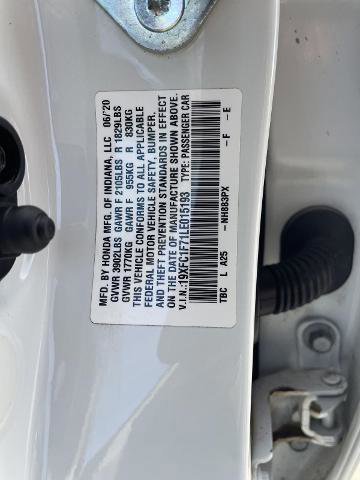 MFD. BY HONDA MFG. OF INDIANA, LLC 06/'20
GVWR 3902LBS GAWR F 2105LBS R 1829LBS
GVWR 1770KG GAWR F 955KG R 830KG
THIS VEHICLE CONFORMS TO ALL APPLICABLE
FEDERAL MOTOR VEHICLE SAFETY, BUMPER,
AND THEFT PREVENTION STANDARDS IN EFFECT
ON THE DATE OF MANUFACTURE SHOWN ABOVE.
V.I.N.:19XFC1F71LE015193 TYPE: PASSENGER CAR
NH883PX - F - E
TBC L A25